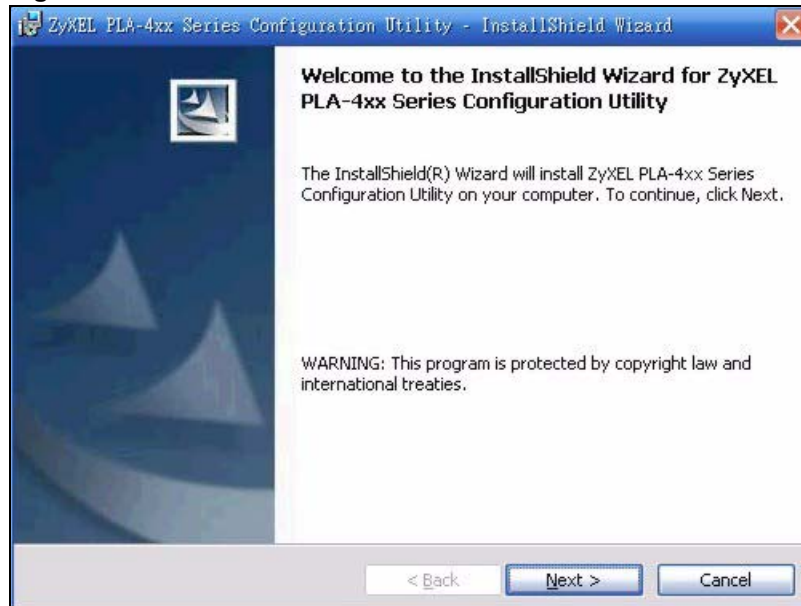 ZyXEL PLA-4xx Series Configuration Utility - InstallShield Wizard
Welcome to the InstallShield Wizard for ZyXEL
PLA-4xx Series Configuration Utility
The InstallShield(R) Wizard will install ZyXEL PLA-4xx Series
Configuration Utility on your computer. To continue, click Next.
WARNING: This program is protected by copyright law and
international treaties.
< Back Next > Cancel